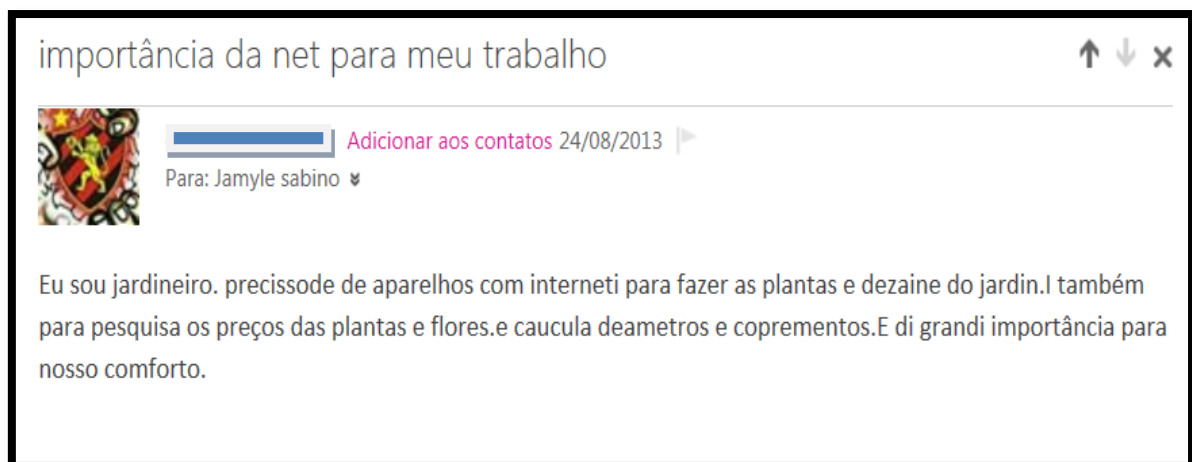 importância da net para meu trabalho
Adicionar aos contatos 24/08/2013
Para: Jamyle sabino
Eu sou jardineiro. precissode de aparelhos com interneti para fazer as plantas e dezaine do jardin.I também
para pesquisa os preços das plantas e flores.e caucula deametros e coprementos.E di grandi importância para
nosso comforto.